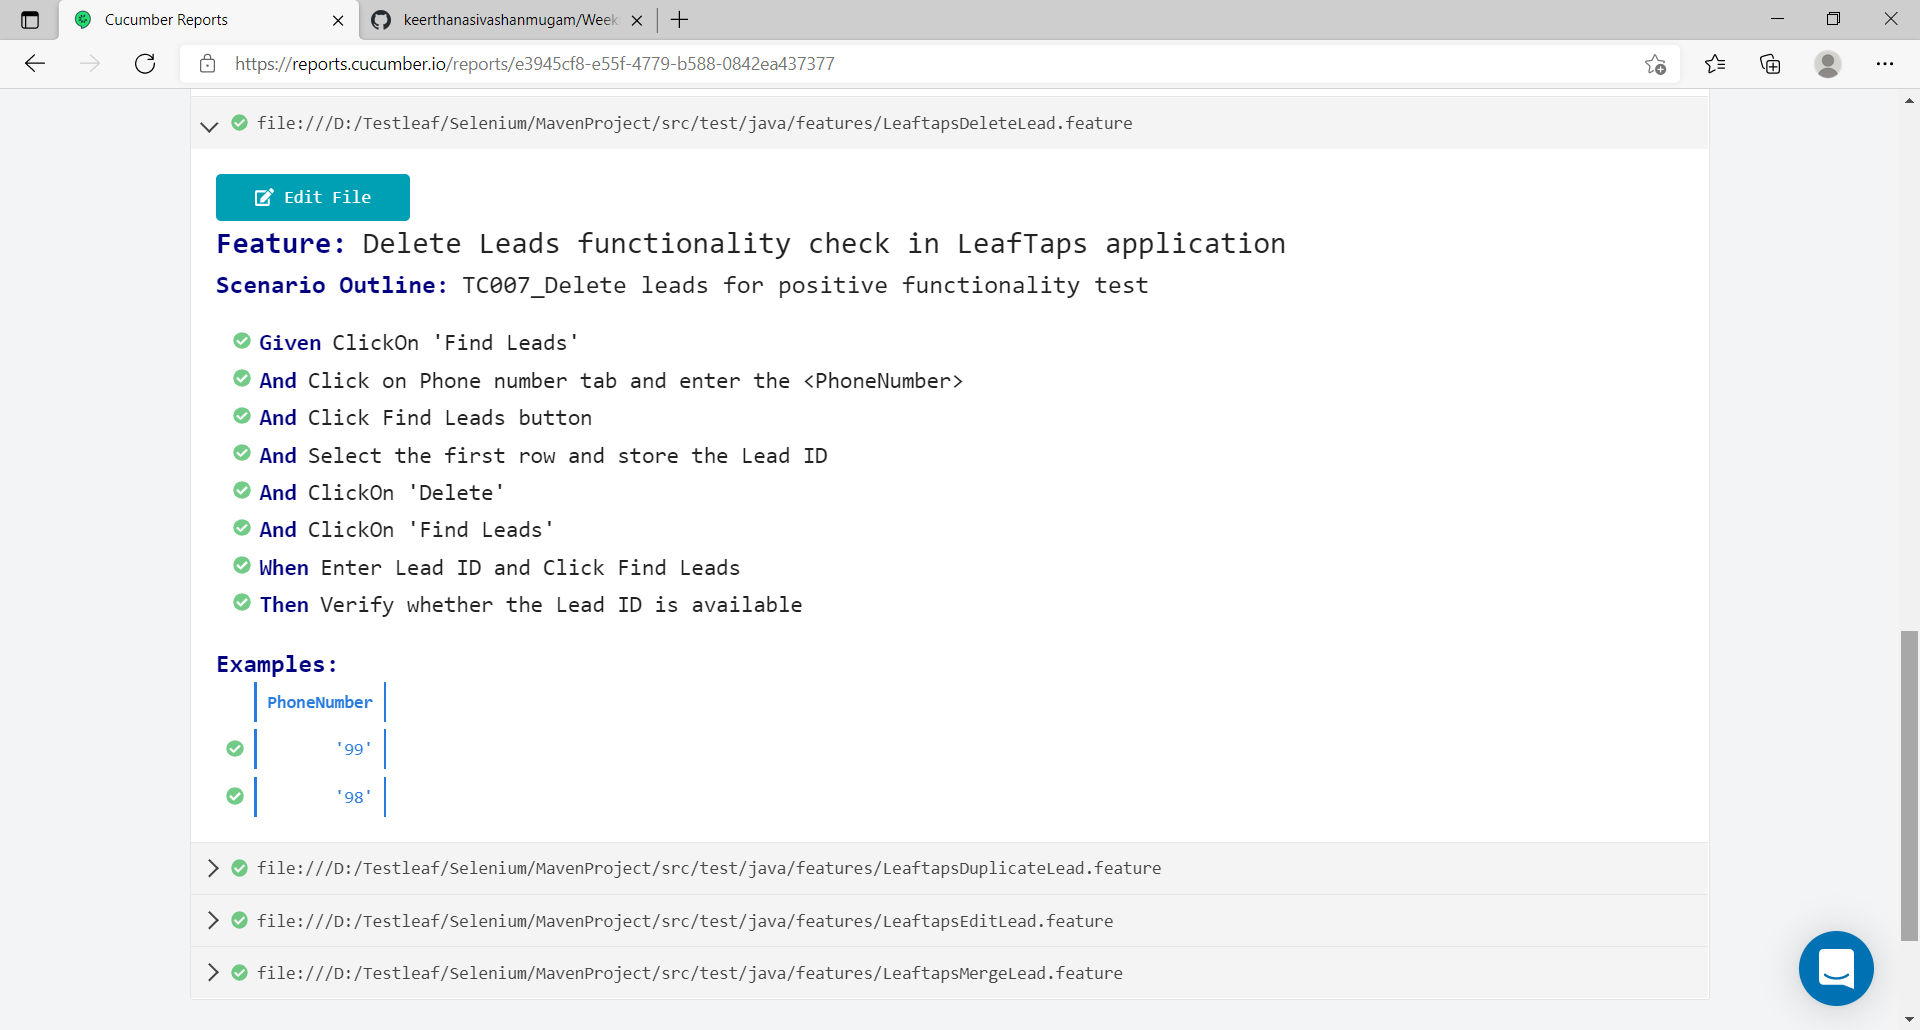 Cucumber Reports
keerthanasivashanmugam/Week
https://reports.cucumber.io/reports/e3945cf8-e55f-4779-b588-0842ea437377
file:///D:/Testleaf/Selenium/MavenProject/src/test/java/features/LeaftapsDeleteLead.feature
Edit File
Feature: Delete Leads functionality check in LeafTaps application
Scenario Outline: TC007_Delete leads for positive functionality test
Given ClickOn 'Find Leads'
And Click on Phone number tab and enter the <PhoneNumber>
And Click Find Leads button
And Select the first row and store the Lead ID
And ClickOn 'Delete'
And ClickOn 'Find Leads'
When Enter Lead ID and Click Find Leads
Then Verify whether the Lead ID is available
Examples:
PhoneNumber
'99'
'98'
file:///D:/Testleaf/Selenium/MavenProject/src/test/java/features/LeaftapsDuplicateLead.feature
file:///D:/Testleaf/Selenium/MavenProject/src/test/java/features/LeaftapsEditLead.feature
file:///D:/Testleaf/Selenium/MavenProject/src/test/java/features/LeaftapsMergeLead.feature